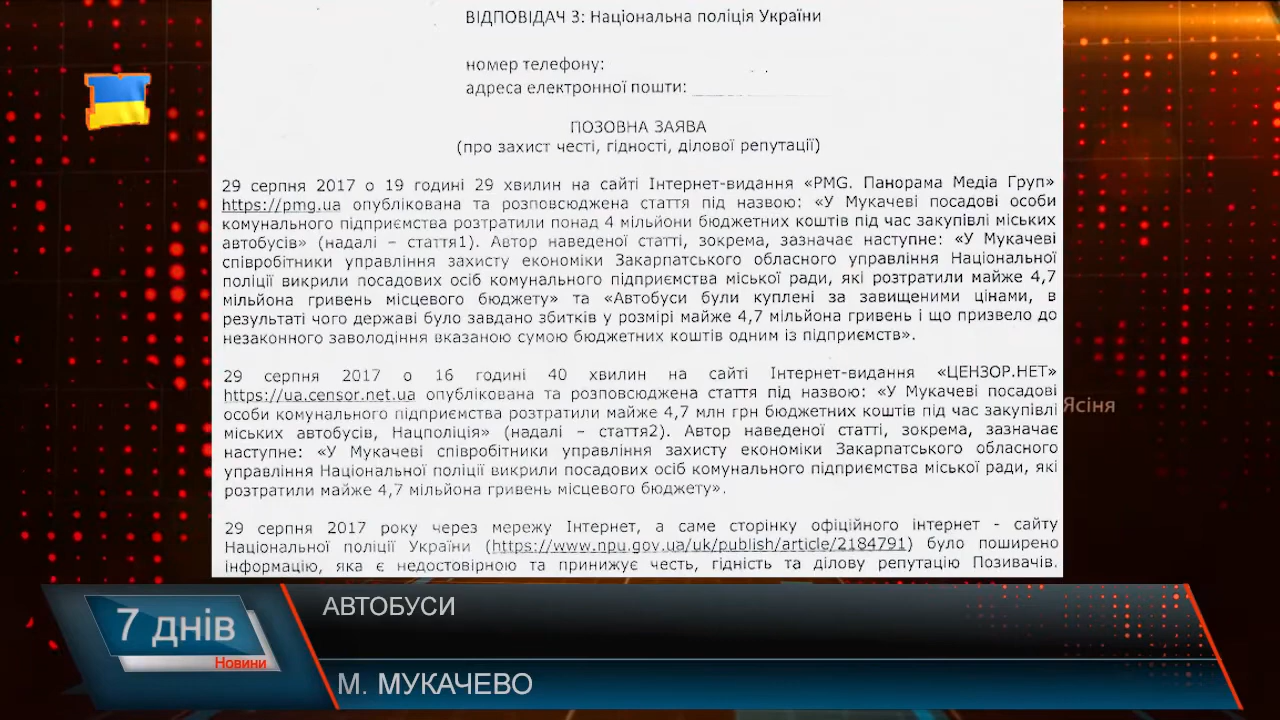 ВІДПОВІДАЧ 3: Національна поліція України
номер телефону:
адреса електронної пошти:
ПОЗОВНА ЗАЯВА
(про захист честі, гідності, ділової репутації)
29 серпня 2017 о 19 годині 29 хвилин на сайті Інтернет-видання «PMG. Панорама Медіа Груп»
https://pmg.ua опублікована та розповсюджена стаття під назвою: «У Мукачеві посадові особи
комунального підприємства розтратили понад 4 мільйони бюджетних коштів під час закупівлі міських
автобусів» (надалі – стаття1). Автор наведеної статті, зокрема, зазначає наступне: «У Мукачеві
співробітники управління захисту економіки Закарпатського обласного управління Національної
поліції викрили посадових осіб комунального підприємства міської ради, які розтратили майже 4,7
мільйона гривень місцевого бюджету» та «Автобуси були куплені за завищеними цінами, в
результаті чого державі було завдано збитків у розмірі майже 4,7 мільйона гривень і що призвело до
незаконного заволодіння вказаною сумою бюджетних коштів одним із підприємств».
29 серпня 2017 о 16 годині 40 хвилин на сайті Інтернет-видання «ЦЕНЗОР.НЕТ»
https://ua.censor.net.ua опублікована та розповсюджена стаття під назвою: «У Мукачеві посадові
особи комунального підприємства розтратили майже 4,7 млн грн бюджетних коштів під час закупівлі
міських автобусів, Нацполіція» (надалі – стаття2). Автор наведеної статті, зокрема, зазначає
наступне: «У Мукачеві співробітники управління захисту економіки Закарпатського обласного
управління Національної поліції викрили посадових осіб комунального підприємства міської ради, які
розтратили майже 4,7 мільйона гривень місцевого бюджету».
29 серпня 2017 року через мережу Інтернет, а саме сторінку офіційного інтернет - сайту
Національної поліції України (https://www.npu.gov.ua/uk/publish/article/2184791) було поширено
інформацію, яка є недостовірною та принижує честь, гідність та ділову репутацію Позивачів.
Ясіня
АВТОБУСИ
7 днів
Новини
М. МУКАЧЕВО